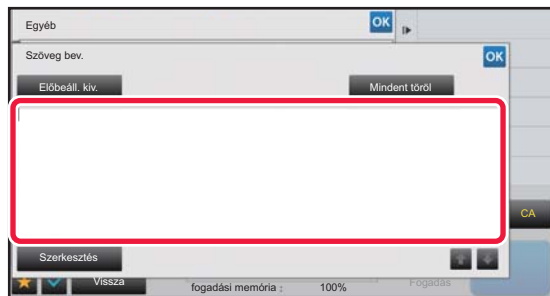 Egyéb
OK
Szöveg bev.
OK
Előbeáll. kiv.
Mindent töröl
CA
Szerkesztés
Vissza
fogadási memória : 100%
Fogadás